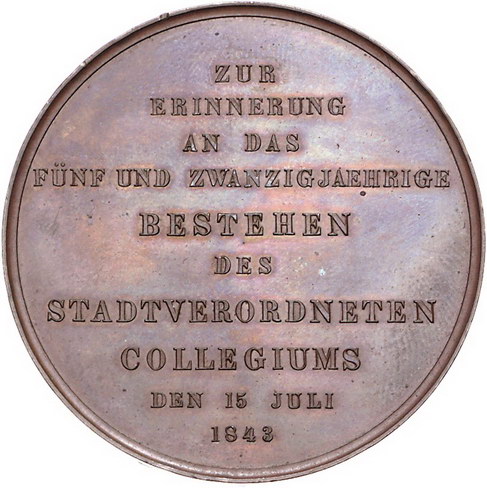 ZUR
ERINNERUNG
AN DAS
FÜNF UND ZWANZIGJAEHRIGE
BESTEHEN
DES
STADTVERORDNETEN
COLLEGIUMS
DEN 15 JULI
1843